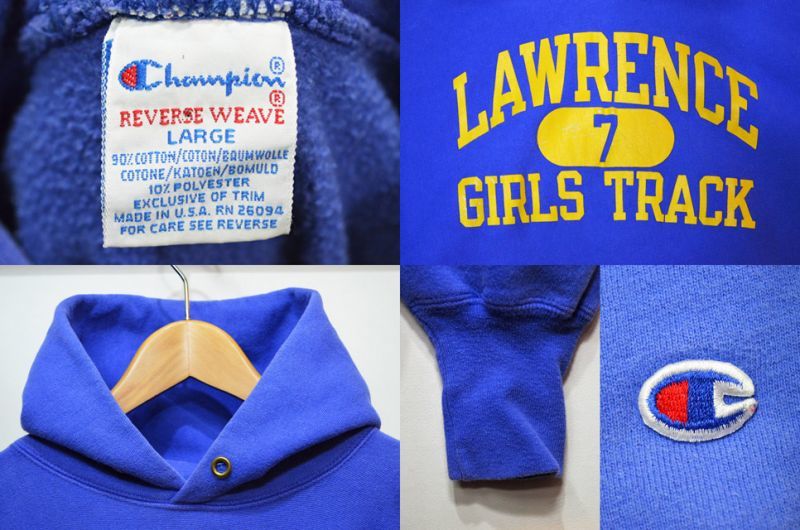 Champion®
REVERSE WEAVE®
LARGE
90% COTTON/COTON/BAUMWOLLE
COTONE/KATOEN/BOMULD
10% POLYESTER
EXCLUSIVE OF TRIM
MADE IN U.S.A. RN 26094
FOR CARE SEE REVERSE
LAWRENCE
7
GIRLS TRACK